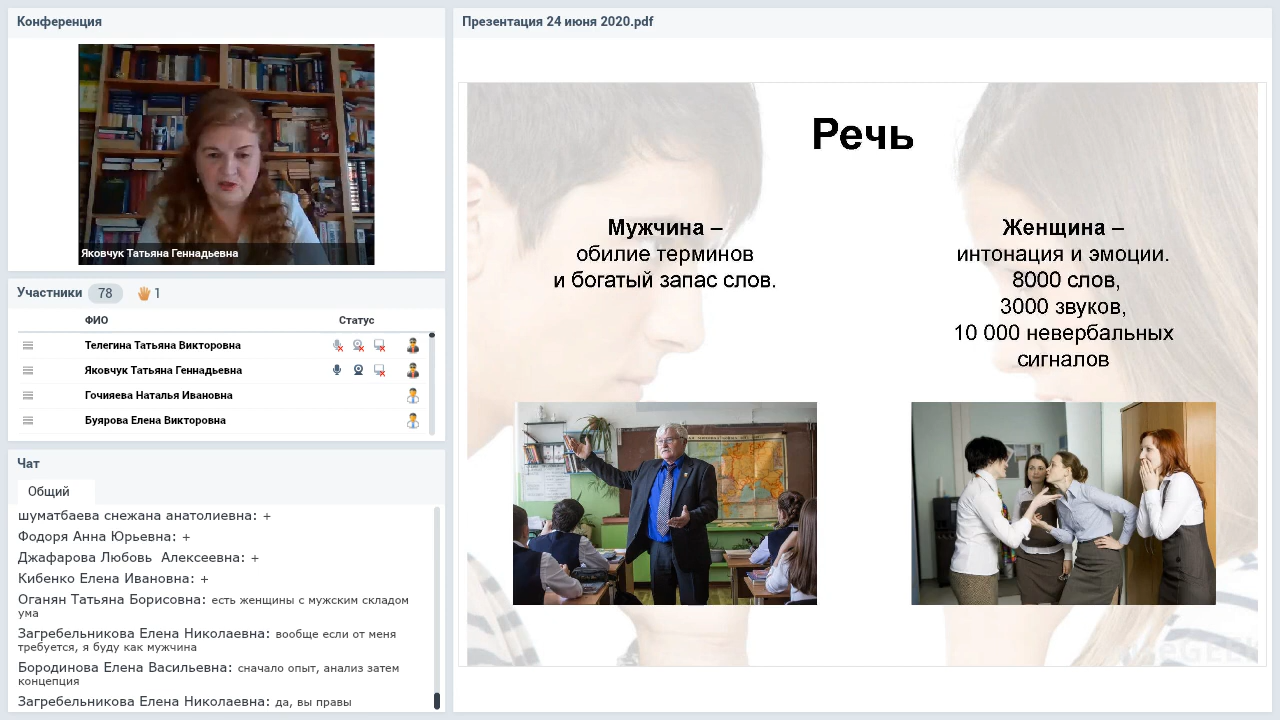 Конференция
Яковчук Татьяна Геннадьевна
Участники 78 1
ФИО Статус
Телегина Татьяна Викторовна
Яковчук Татьяна Геннадьевна
Гочияева Наталья Ивановна
Буярова Елена Викторовна
Чат
Общий
шуматбаева снежана анатолиевна: +
Фодоря Анна Юрьевна: +
Джафарова Любовь Алексеевна: +
Кибенко Елена Ивановна: +
Оганян Татьяна Борисовна: есть женщины с мужским складом
ума
Загребельникова Елена Николаевна: вообще если от меня
требуется, я буду как мужчина
Бородинова Елена Васильевна: сначало опыт, анализ затем
концепция
Загребельникова Елена Николаевна: да, вы правы
Презентация 24 июня 2020.pdf
Речь
Мужчина –
обилие терминов
и богатый запас слов.
Женщина –
интонация и эмоции.
8000 слов,
3000 звуков,
10 000 невербальных
сигналов